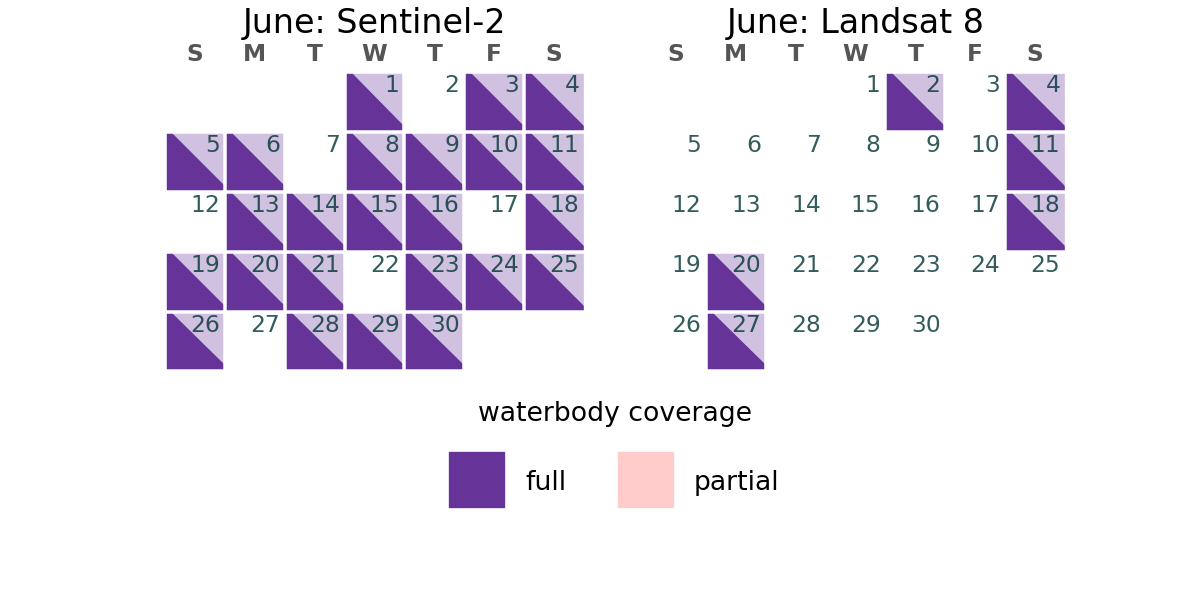 June: Sentinel-2
S M T W T F S
1 2 3 4
5 6 7 8 9 10 11
12 13 14 15 16 17 18
19 20 21 22 23 24 25
26 27 28 29 30
June: Landsat 8
S M T W T F S
1 2 3 4
5 6 7 8 9 10 11
12 13 14 15 16 17 18
19 20 21 22 23 24 25
26 27 28 29 30
waterbody coverage
full partial